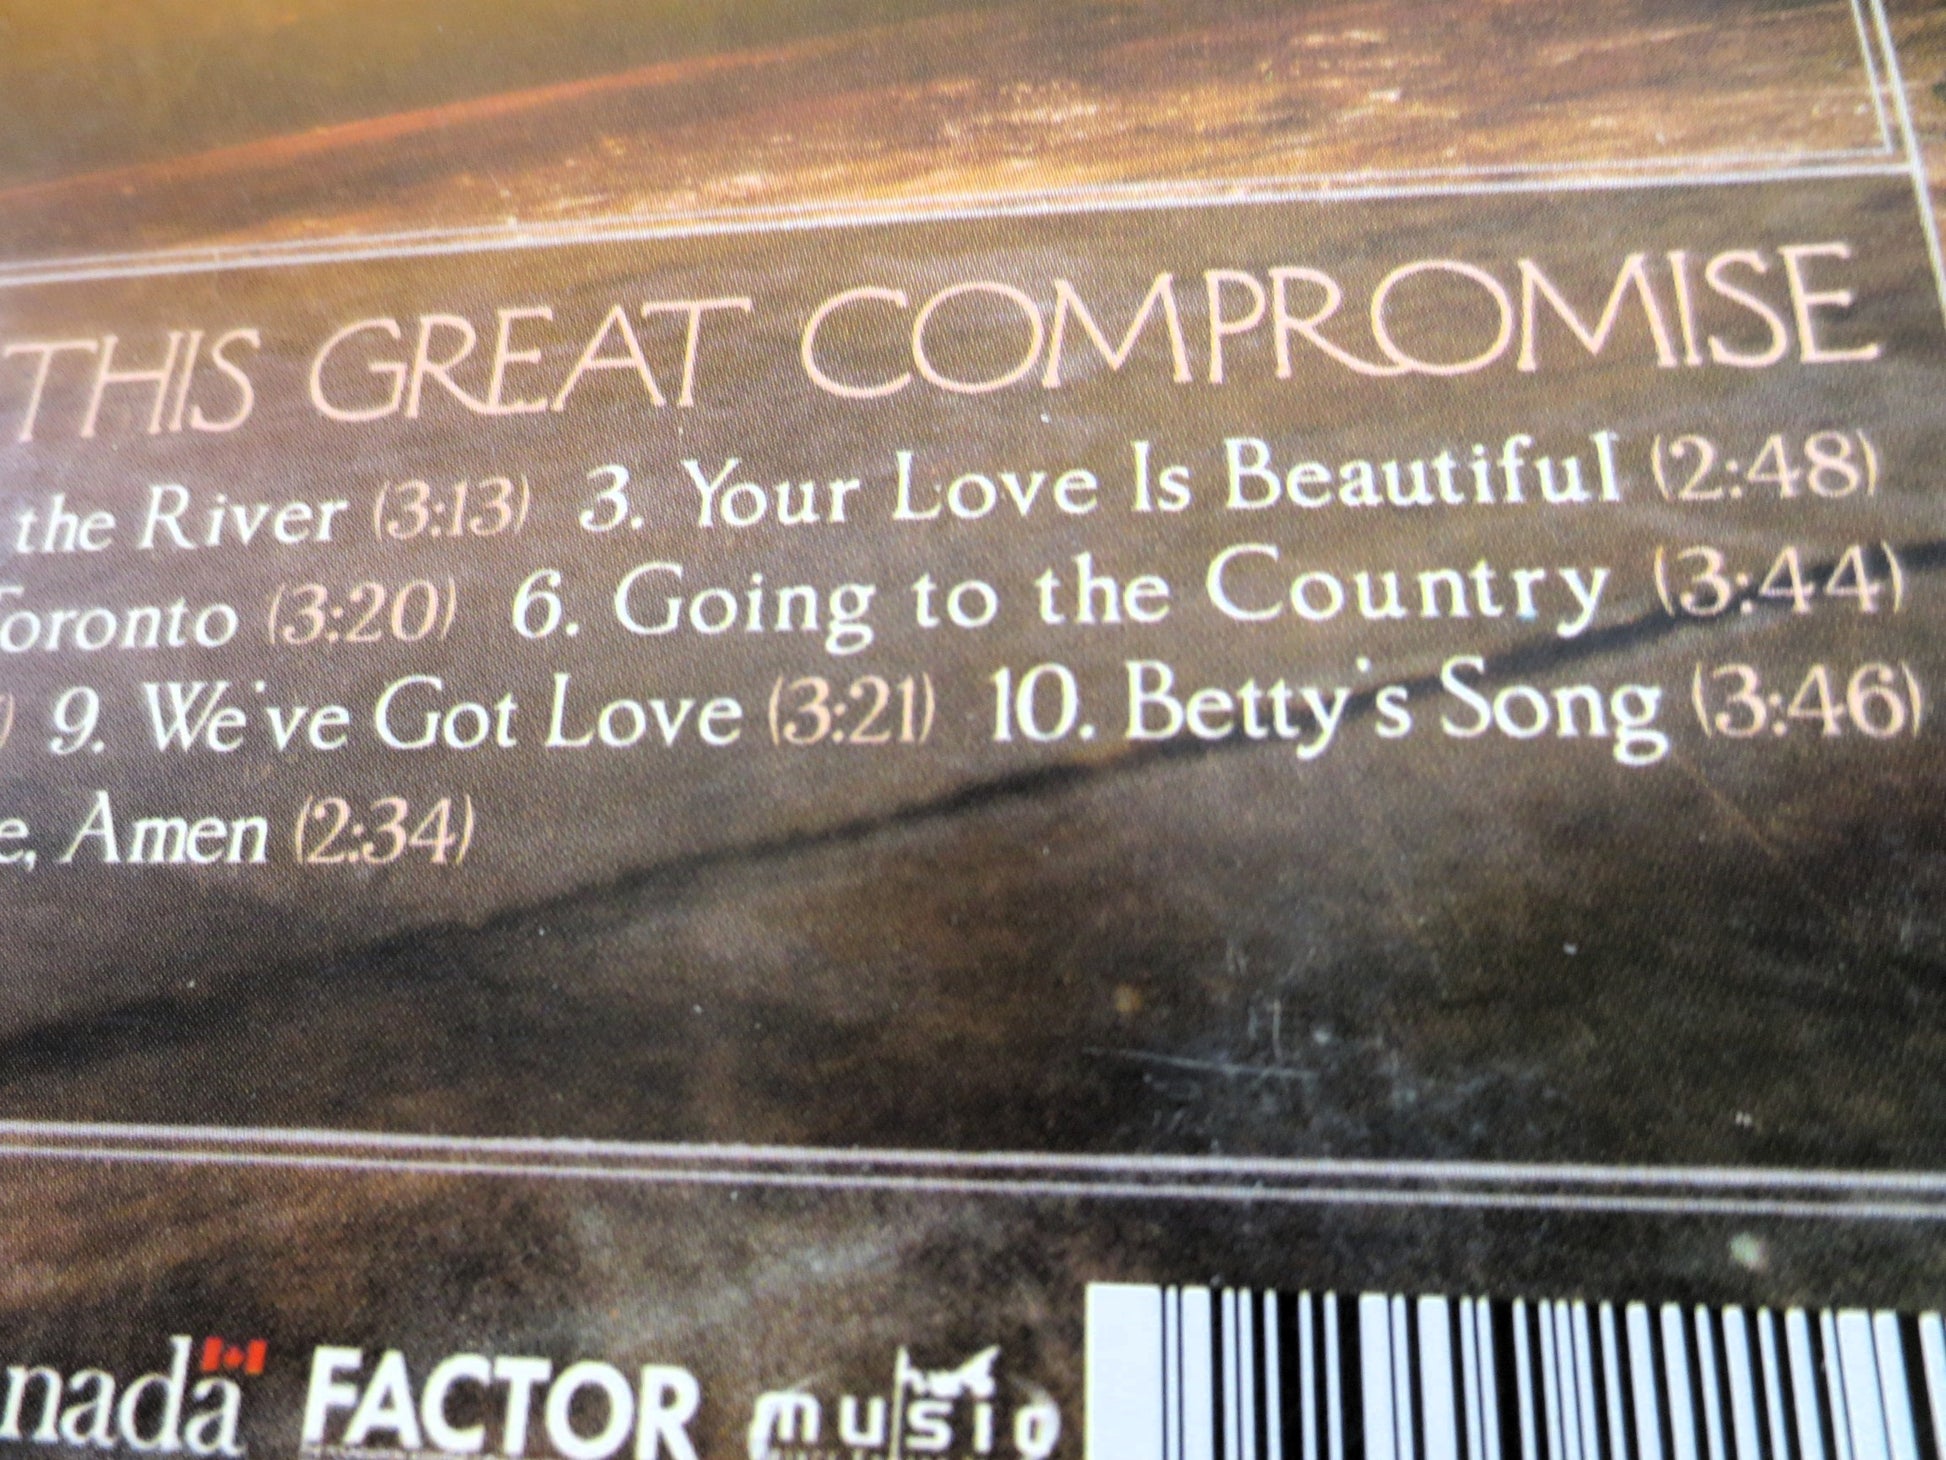 THIS GREAT COMPROMISE
the River (3:13) 3. Your Love Is Beautiful (2:48)
Toronto (3:20) 6. Going to the Country (3:44)
) 9. We've Got Love (3:21) 10. Betty's Song (3:46)
e, Amen (2:34)
nada FACTOR music